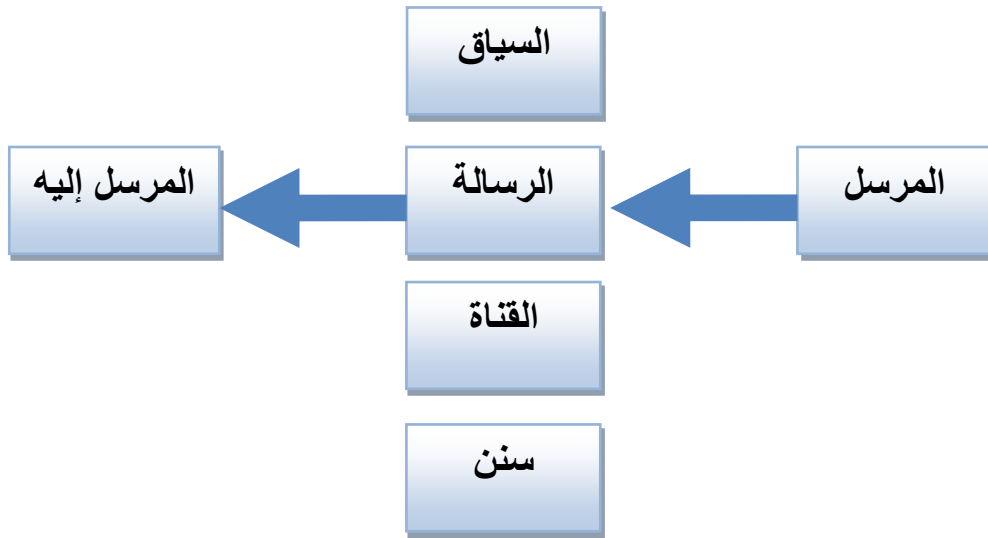 السياق
المرسل
الرسالة
المرسل إليه
القناة
سنن